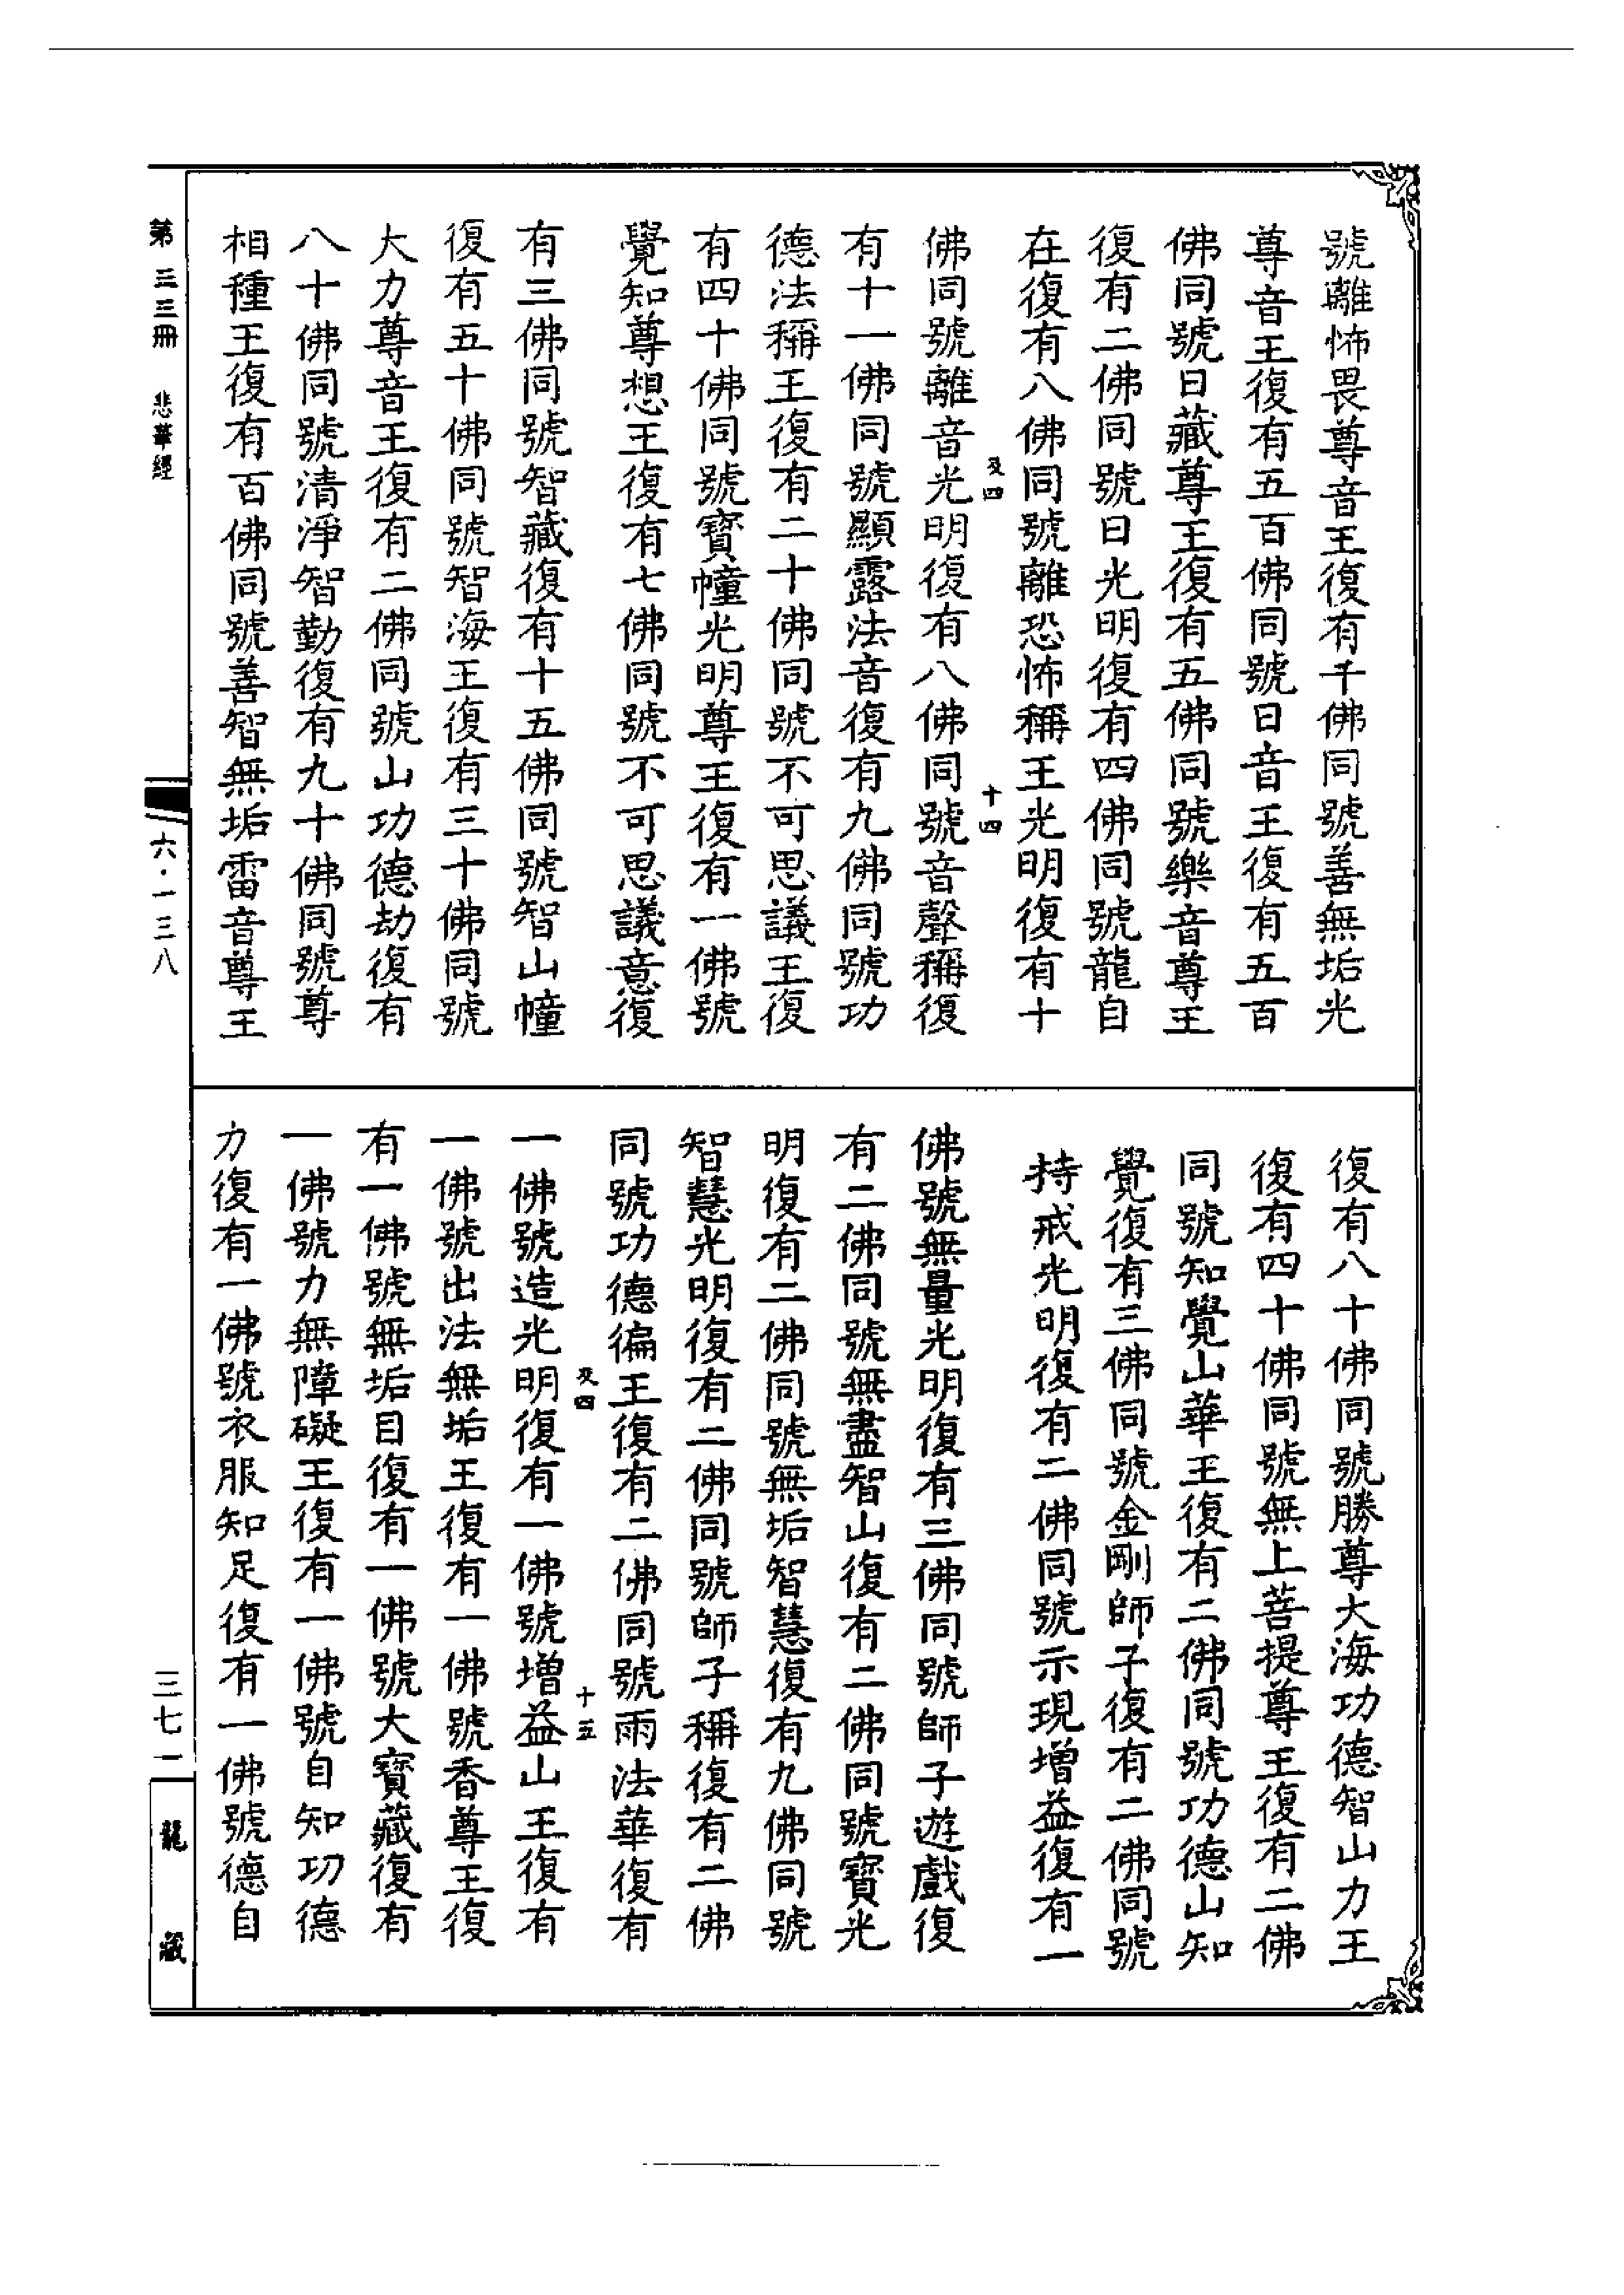 號離怖畏尊音王復有千佛同號善無垢光
尊音王復有五百佛同號日音王復有五百
佛同號日藏尊王復有五佛同號樂音尊王
復有二佛同號日光明復有四佛同號龍自
在復有八佛同號離恐怖稱王光明復有十
及四 十四
佛同號離音光明復有八佛同號音聲稱復
有十一佛同號顯露法音復有九佛同號功
德法稱王復有二十佛同號不可思議王復
有四十佛同號寶幢光明尊王復有一佛號
覺知尊想王復有七佛同號不可思議意復
有三佛同號智藏復有十五佛同號智山幢
復有五十佛同號智海王復有三十佛同號
大力尊音王復有二佛同號山功德劫復有
八十佛同號清淨智勤復有九十佛同號尊
相種王復有百佛同號善智無垢雷音尊王
復有八十佛同號勝尊大海功德智山力王
復有四十佛同號無上菩提尊王復有二佛
同號知覺山華王復有二佛同號功德山知
覺復有三佛同號金剛師子復有二佛同號
持戒光明復有二佛同號示現增益復有一
佛號無量光明復有三佛同號師子遊戲復
有二佛同號無盡智山復有二佛同號寶光
明復有二佛同號無垢智慧復有九佛同號
智慧光明復有二佛同號師子稱復有二佛
同號功德徧王復有二佛同號雨法華復有
及四 十五
一佛號造光明復有一佛號增益山王復有
一佛號出法無垢王復有一佛號香尊王復
有一佛號無垢目復有一佛號大寶藏復有
一佛號力無障礙王復有一佛號自知功德
力復有一佛號衣服知足復有一佛號德自
第三三冊 悲華經
六·一三八
三七一
龍藏